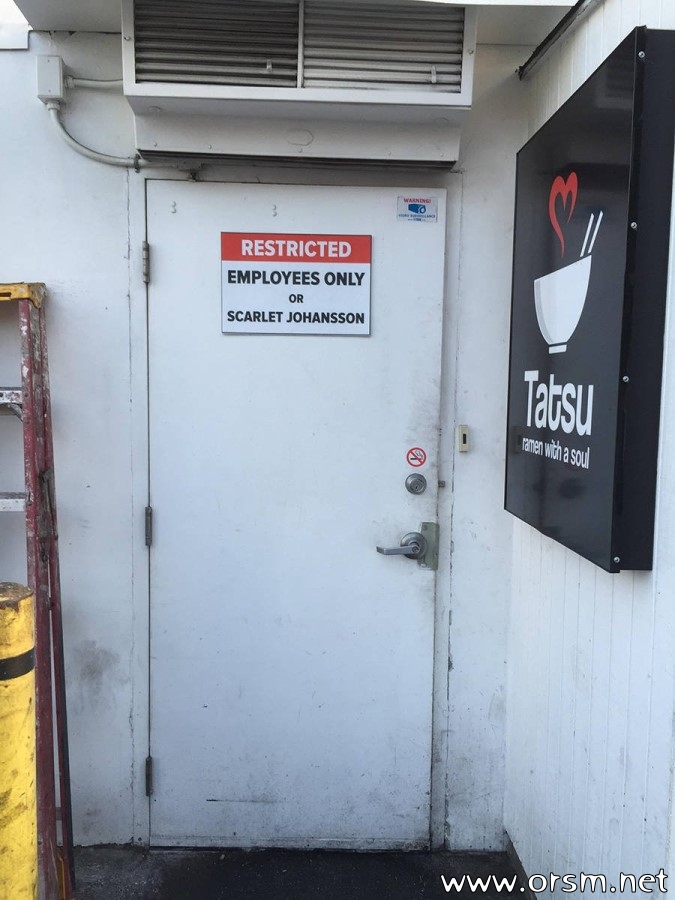 WARNING!
RESTRICTED
EMPLOYEES ONLY
OR
SCARLET JOHANSSON
Tatsu
ramen with a soul
www.orsm.net